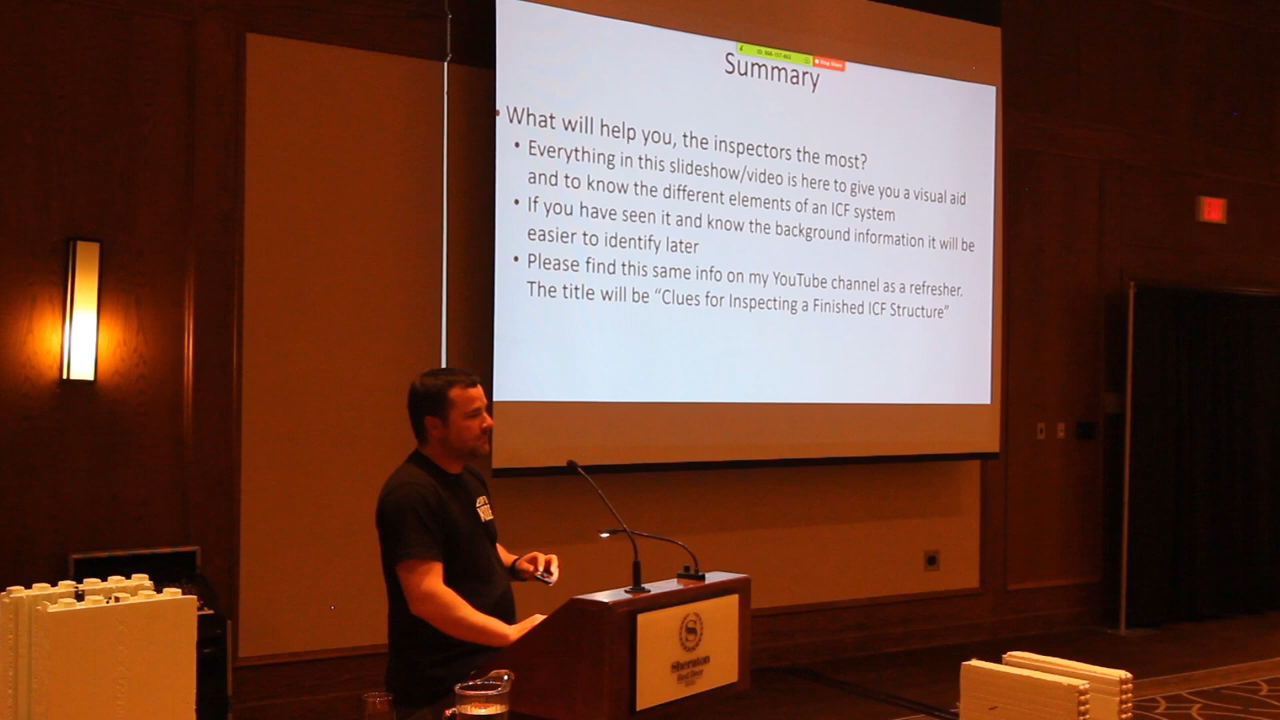 Summary
• What will help you, the inspectors the most?
• Everything in this slideshow/video is here to give you a visual aid
and to know the different elements of an ICF system
• If you have seen it and know the background information it will be
easier to identify later
• Please find this same info on my YouTube channel as a refresher.
The title will be “Clues for Inspecting a Finished ICF Structure”
EXIT
S
Sheraton
Red Deer